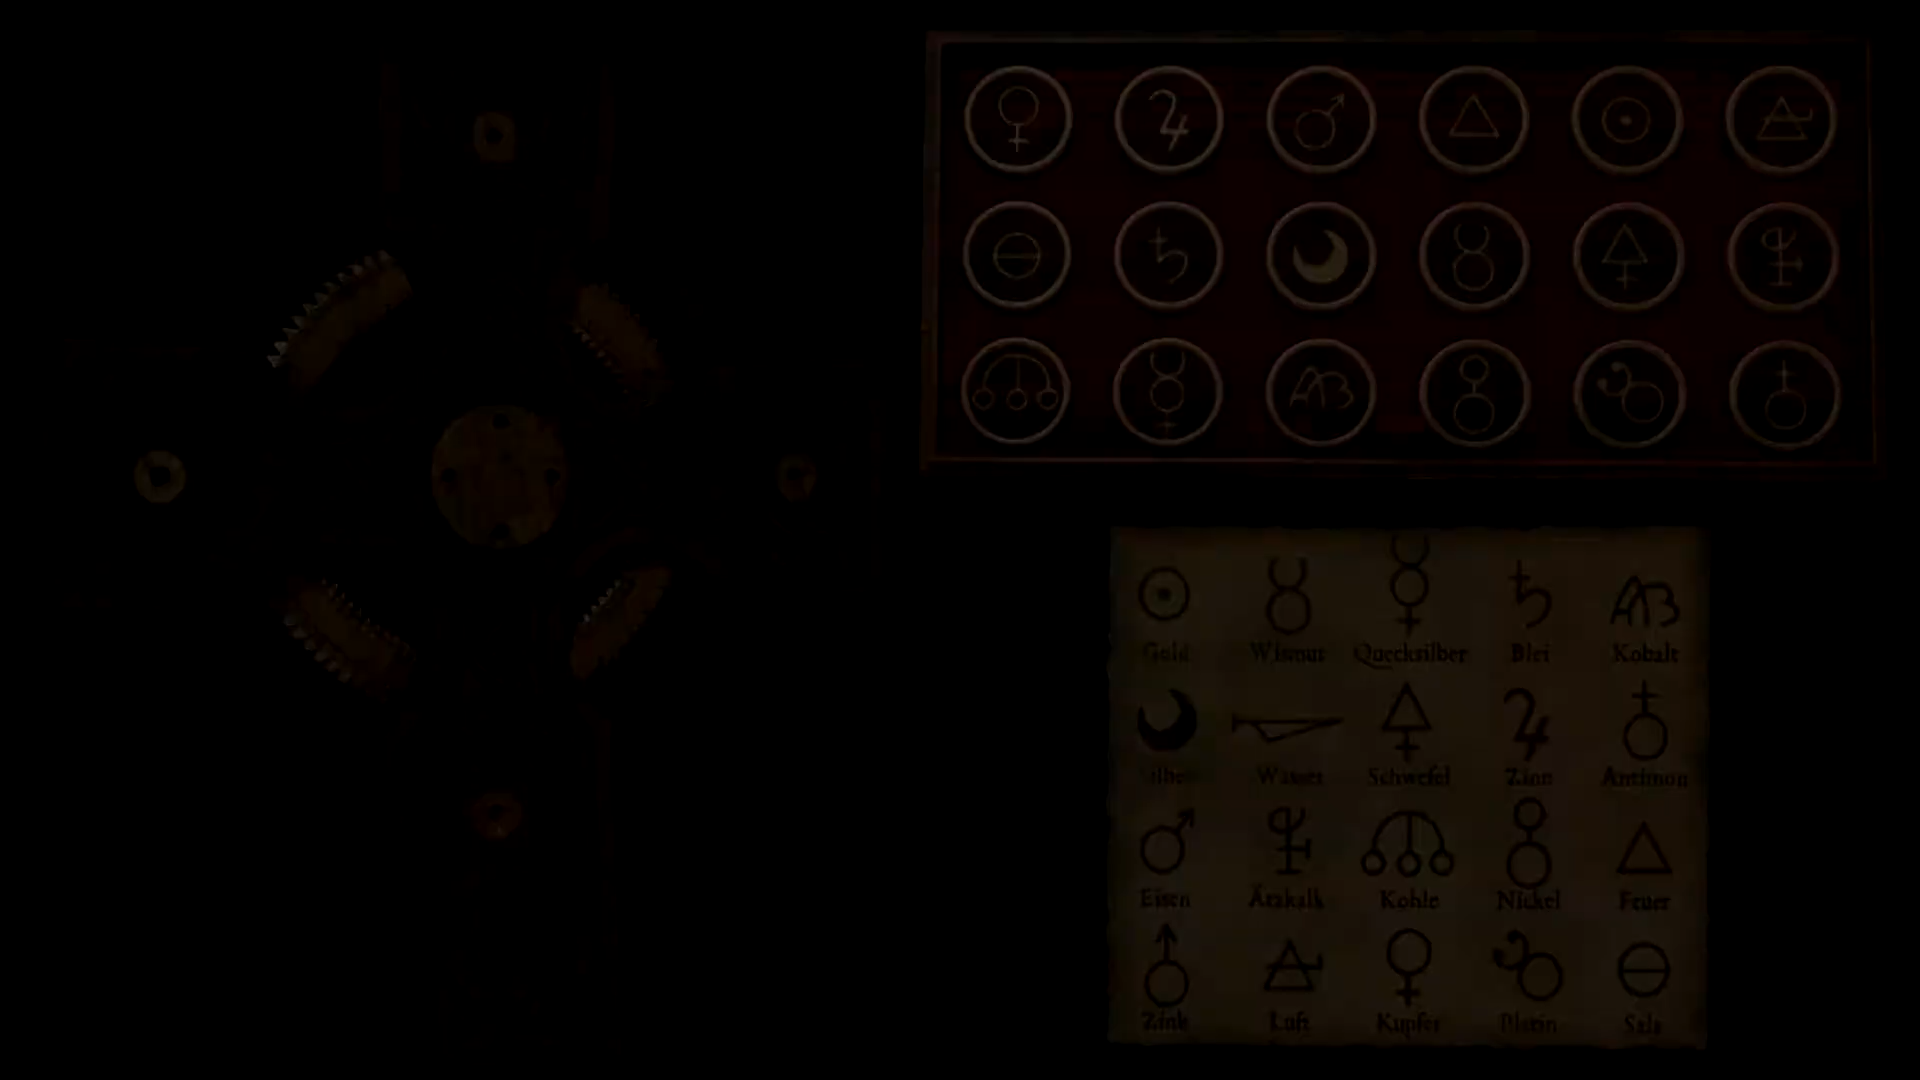 Gold Wismut Quecksilber Blei Kobalt
Silber Wasser Schwefel Zinn Antimon
Eisen Ätzkalk Kohle Nickel Feuer
Zink Luft Kupfer Platin Salz